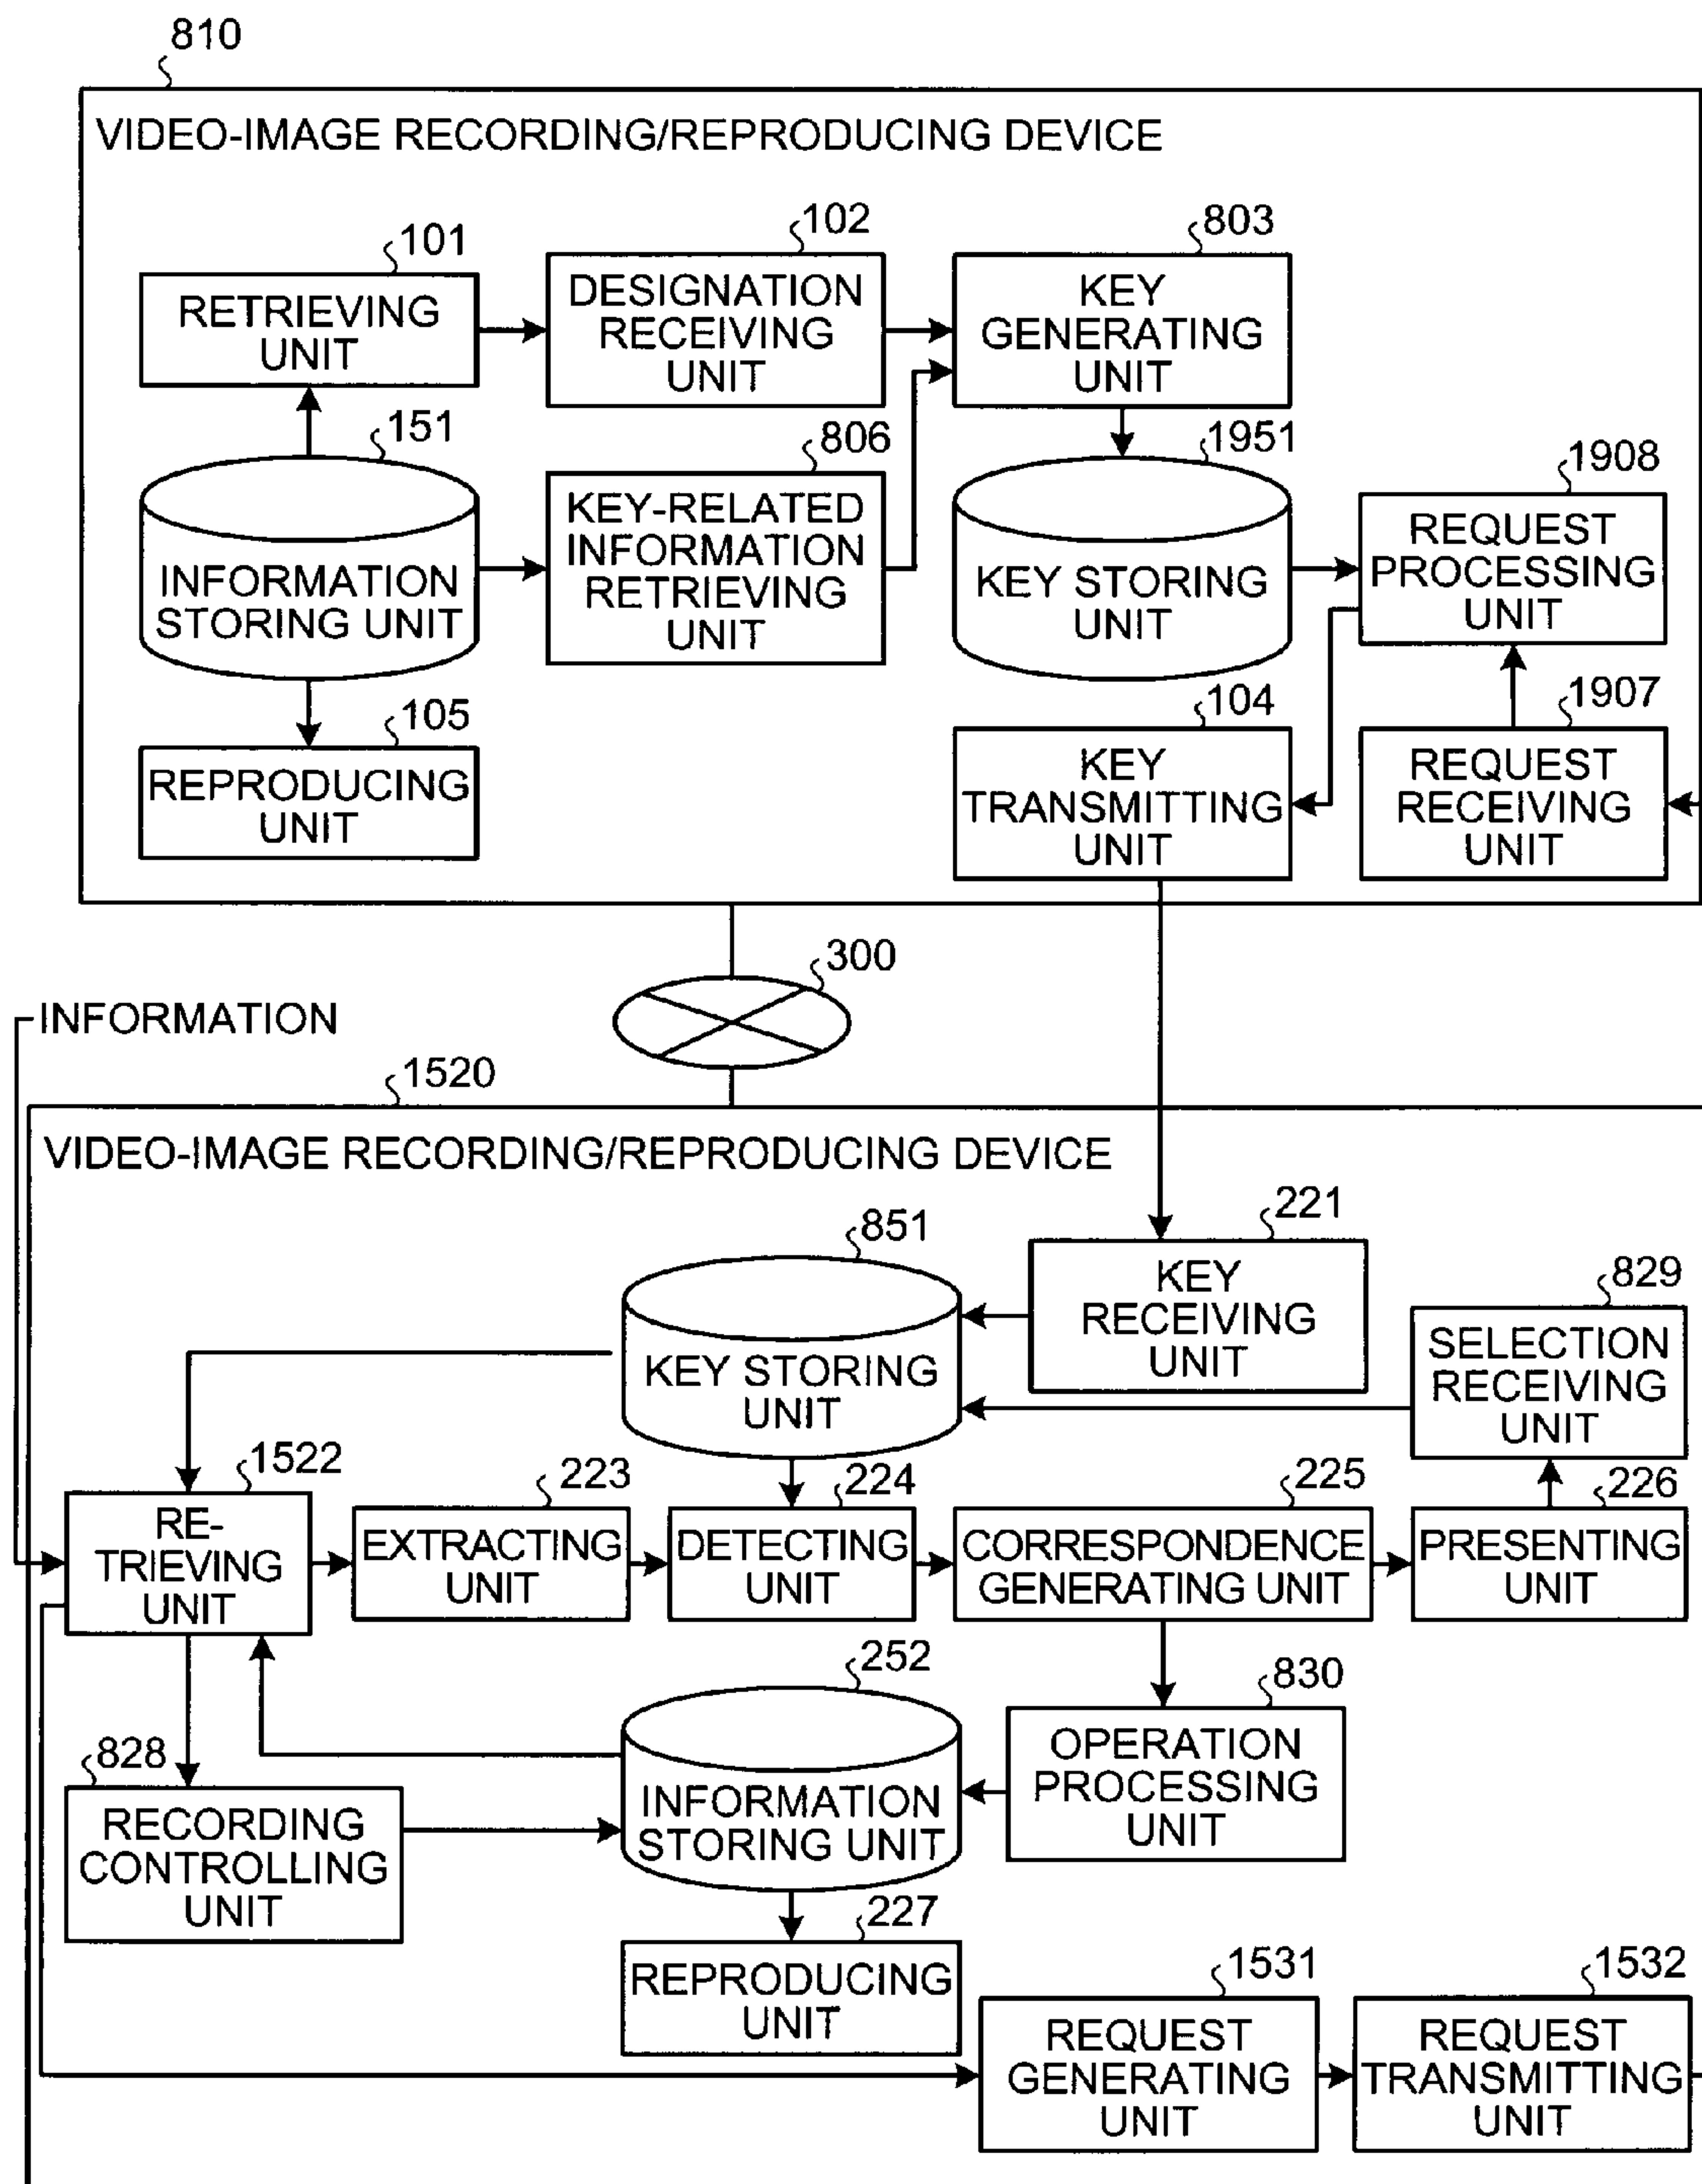 810
VIDEO-IMAGE RECORDING/REPRODUCING DEVICE
101
RETRIEVING
UNIT
102
DESIGNATION
RECEIVING
UNIT
803
KEY
GENERATING
UNIT
151
INFORMATION
STORING UNIT
806
KEY-RELATED
INFORMATION
RETRIEVING
UNIT
1951
KEY STORING
UNIT
1908
REQUEST
PROCESSING
UNIT
105
REPRODUCING
UNIT
104
KEY
TRANSMITTING
UNIT
1907
REQUEST
RECEIVING
UNIT
300
INFORMATION
1520
VIDEO-IMAGE RECORDING/REPRODUCING DEVICE
851
KEY STORING
UNIT
221
KEY
RECEIVING
UNIT
829
SELECTION
RECEIVING
UNIT
1522
RE-
TRIEVING
UNIT
223
EXTRACTING
UNIT
224
DETECTING
UNIT
225
CORRESPONDENCE
GENERATING UNIT
226
PRESENTING
UNIT
252
INFORMATION
STORING UNIT
830
OPERATION
PROCESSING
UNIT
828
RECORDING
CONTROLLING
UNIT
227
REPRODUCING
UNIT
1531
REQUEST
GENERATING
UNIT
1532
REQUEST
TRANSMITTING
UNIT